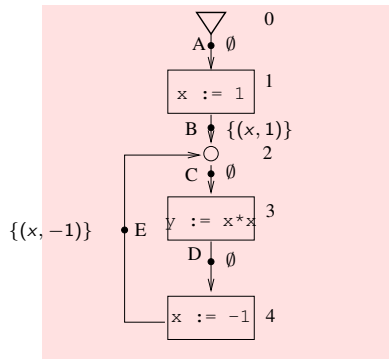 0
A ∅
1
x := 1
B {(x, 1)}
2
C ∅
3
y := x*x
{(x, -1)} E
D ∅
x := -1 4